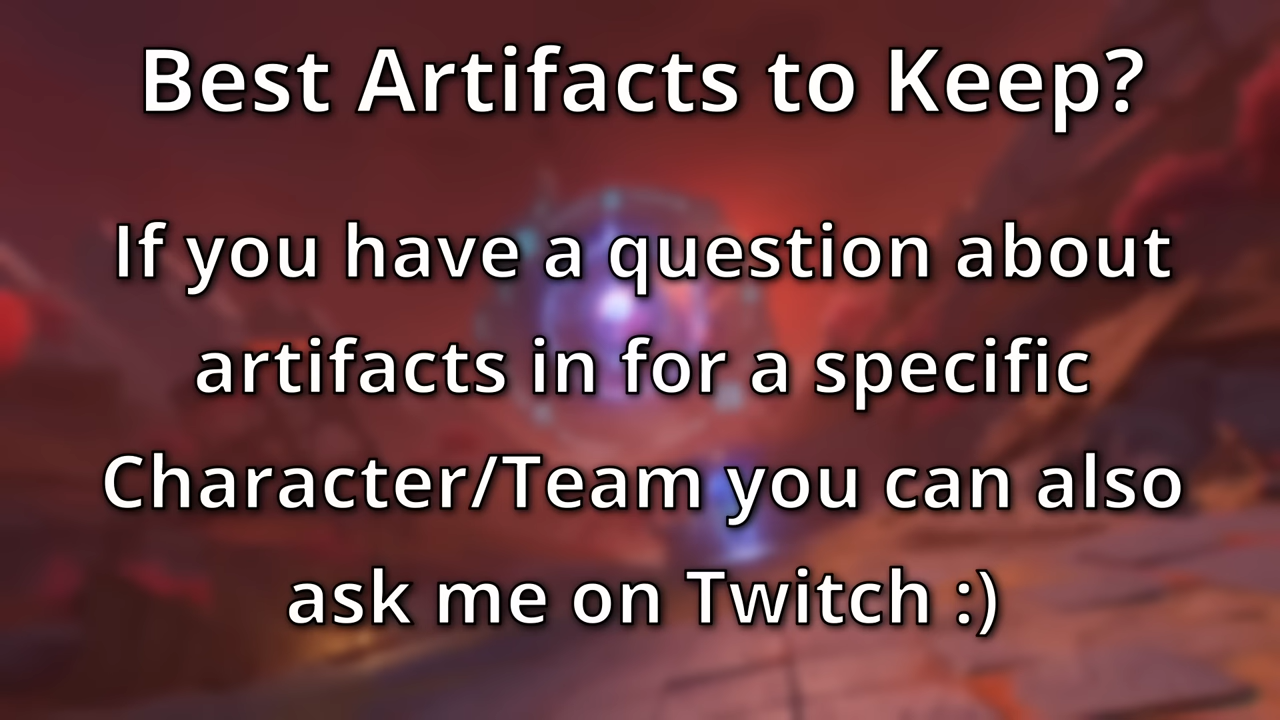 Best Artifacts to Keep?
If you have a question about
artifacts in for a specific
Character/Team you can also
ask me on Twitch :)